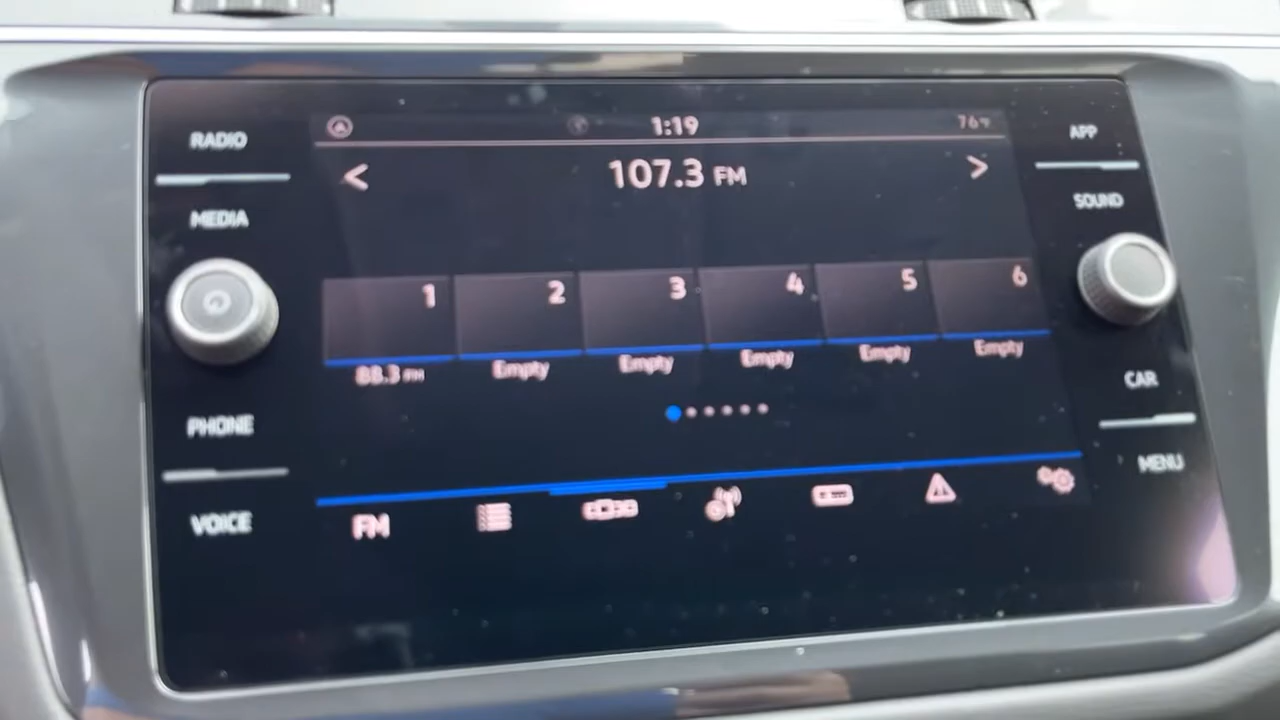 RADIO
MEDIA
PHONE
VOICE
1:19
76°F
< 107.3 FM >
1 2 3 4 5 6
88.3 FM Empty Empty Empty Empty Empty
FM
APP
SOUND
CAR
MENU